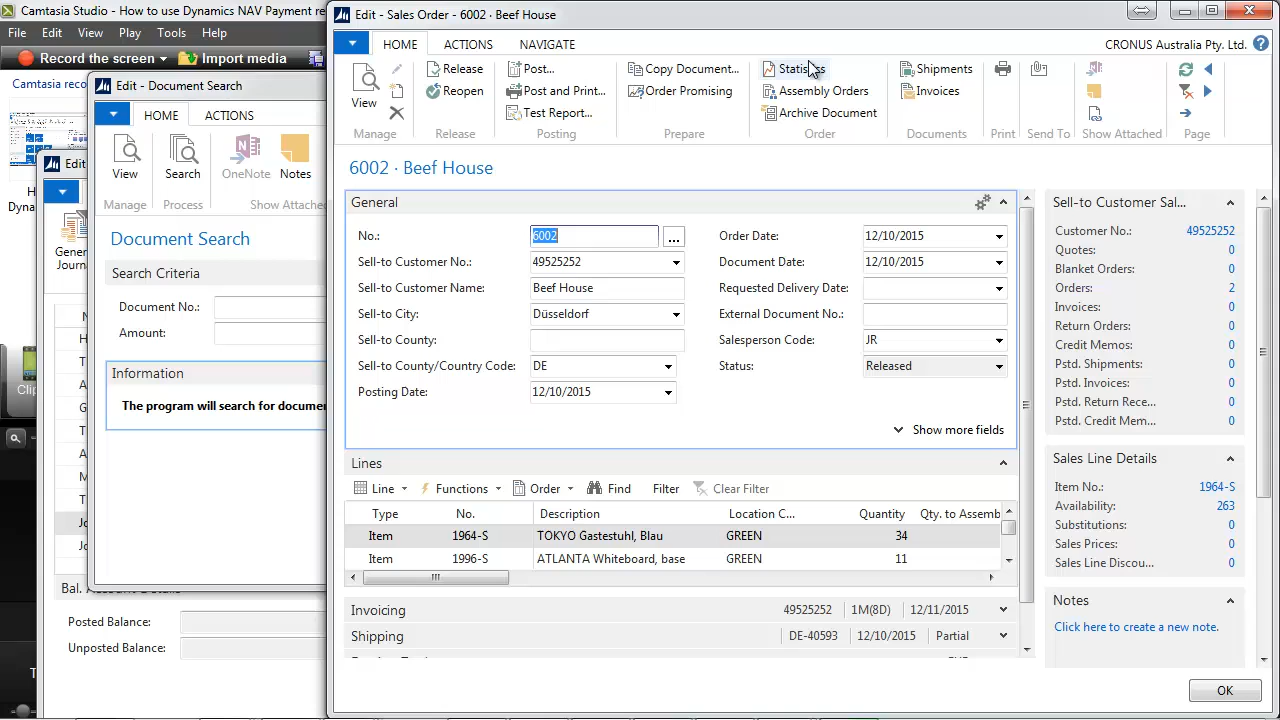 Camtasia Studio - How to use Dynamics NAV Payment re
File Edit View Play Tools Help
Record the screen Import media
Camtasia reco
H
Dyna
Clip
T
Edit
General
Journ
H
T
A
G
T
A
M
T
Jo
Jo
Bal. Account Details
Posted Balance:
Unposted Balance:
Edit - Document Search
HOME ACTIONS
View Search OneNote Notes
Manage Process Show Attached
Document Search
Search Criteria
Document No.:
Amount:
Information
The program will search for documen
Edit - Sales Order - 6002 · Beef House
HOME ACTIONS NAVIGATE CRONUS Australia Pty. Ltd.
View Release Post... Copy Document... Statistics Shipments
Reopen Post and Print... Order Promising Assembly Orders Invoices
Test Report... Archive Document
Manage Release Posting Prepare Order Documents Print Send To Show Attached Page
6002 · Beef House
General
No.: 6002 Order Date: 12/10/2015
Sell-to Customer No.: 49525252 Document Date: 12/10/2015
Sell-to Customer Name: Beef House Requested Delivery Date:
Sell-to City: Düsseldorf External Document No.:
Sell-to County: Salesperson Code: JR
Sell-to County/Country Code: DE Status: Released
Posting Date: 12/10/2015
Show more fields
Lines
Line Functions Order Find Filter Clear Filter
Type No. Description Location C... Quantity Qty. to Assemb
Item 1964-S TOKYO Gastestuhl, Blau GREEN 34
Item 1996-S ATLANTA Whiteboard, base GREEN 11
Invoicing 49525252 1M(8D) 12/11/2015
Shipping DE-40593 12/10/2015 Partial
Sell-to Customer Sal...
Customer No.: 49525252
Quotes: 0
Blanket Orders: 0
Orders: 2
Invoices: 0
Return Orders: 0
Credit Memos: 0
Pstd. Shipments: 0
Pstd. Invoices: 0
Pstd. Return Rece... 0
Pstd. Credit Mem... 0
Sales Line Details
Item No.: 1964-S
Availability: 263
Substitutions: 0
Sales Prices: 0
Sales Line Discou... 0
Notes
Click here to create a new note.
OK